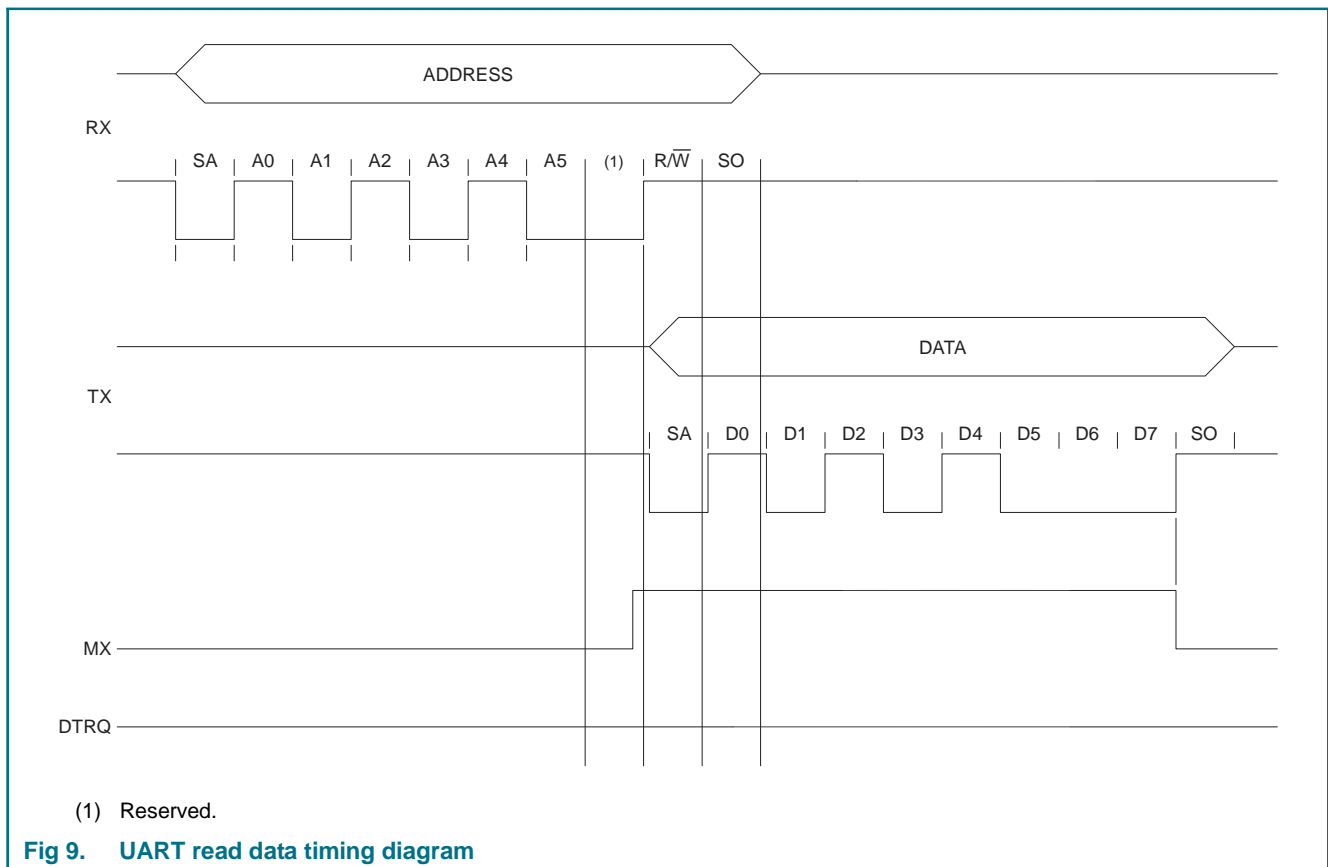 ADDRESS
RX
SA A0 A1 A2 A3 A4 A5 (1) R/W̅ SO
DATA
TX
SA D0 D1 D2 D3 D4 D5 D6 D7 SO
MX
DTRQ
(1) Reserved.
Fig 9. UART read data timing diagram